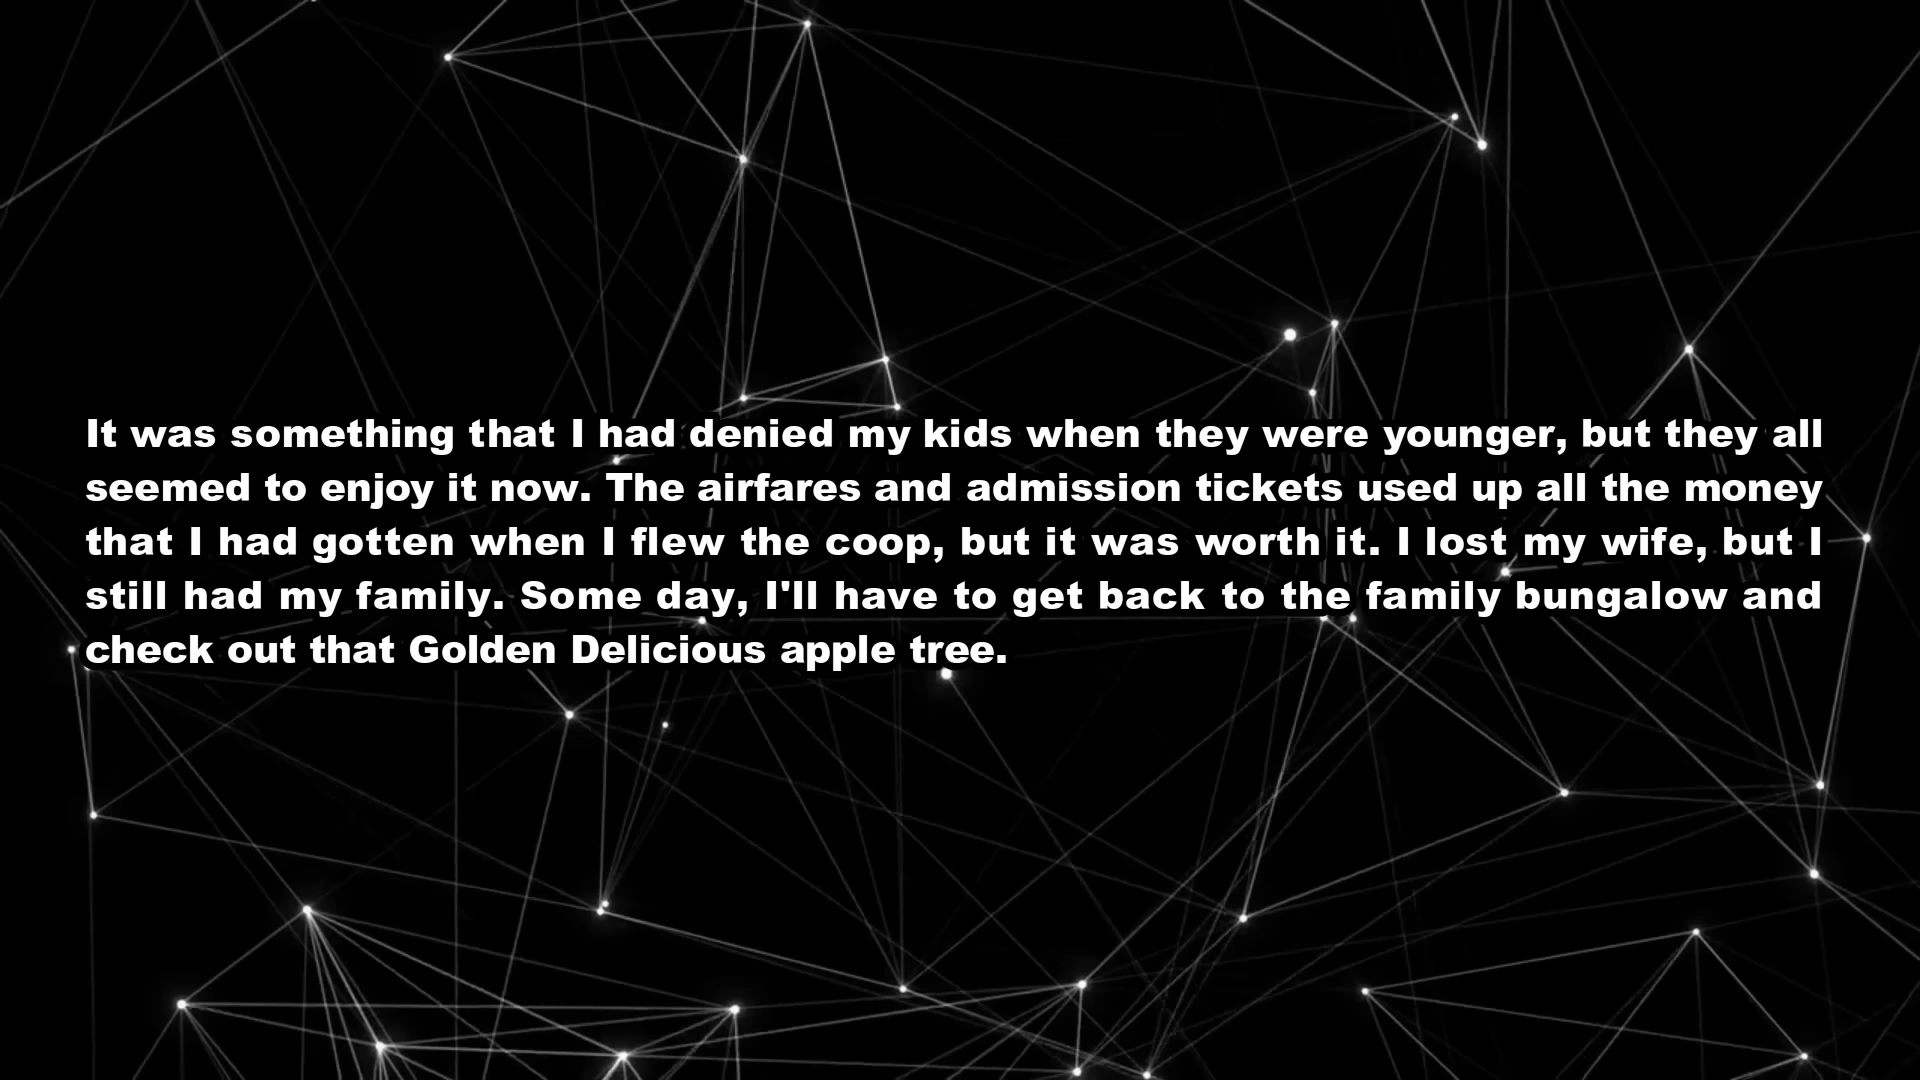 It was something that I had denied my kids when they were younger, but they all
seemed to enjoy it now. The airfares and admission tickets used up all the money
that I had gotten when I flew the coop, but it was worth it. I lost my wife, but I
still had my family. Some day, I'll have to get back to the family bungalow and
check out that Golden Delicious apple tree.